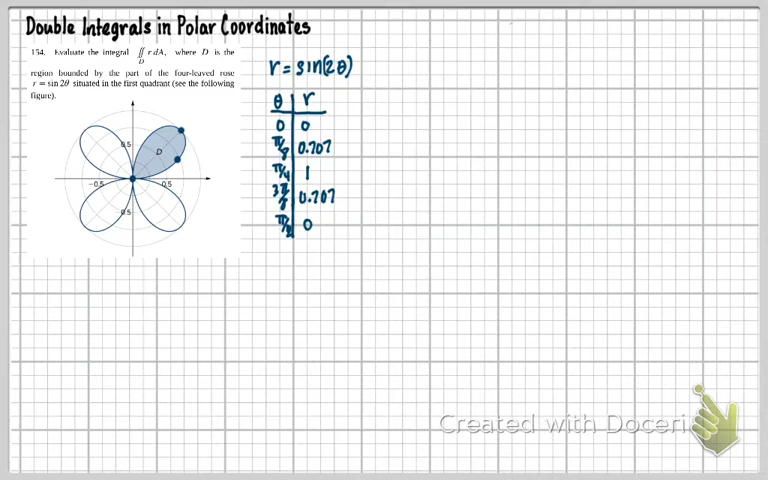 Double Integrals in Polar Coordinates
154. Evaluate the integral ∬ r dA, where D is the
D
region bounded by the part of the four-leaved rose
r = sin 2θ situated in the first quadrant (see the following
figure).
0.5
D
−0.5
0.5
0.5
r = sin(2θ)
θ r
0 0
π/8 0.707
π/4 1
3π/8 0.707
π/2 0
Created with Doceri